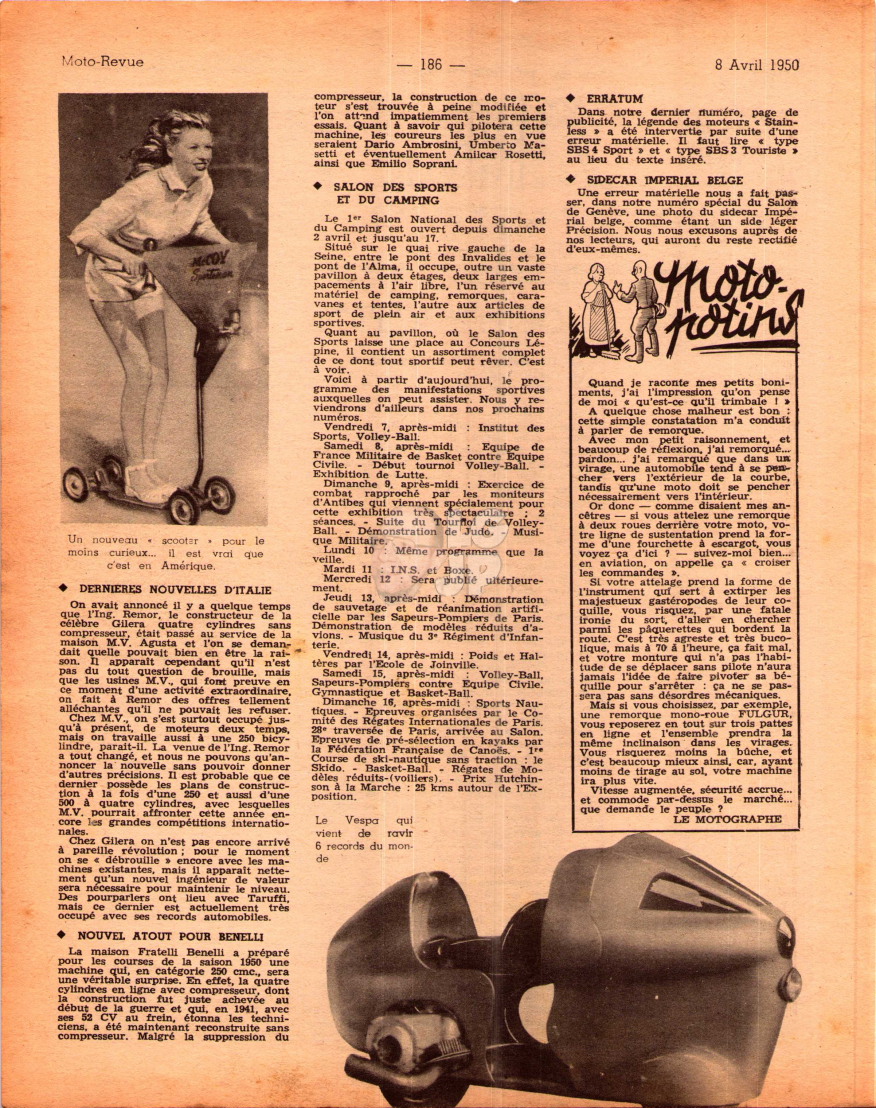 Moto-Revue
— 186 —
8 Avril 1950
McCOY
Un nouveau « scooter » pour le
moins curieux... il est vrai que
c'est en Amérique.
◆ DERNIERES NOUVELLES D'ITALIE
On avait annoncé il y a quelque temps
que l'Ing. Remor, le constructeur de la
célèbre Gilera quatre cylindres sans
compresseur, était passé au service de la
maison M.V. Agusta et l'on se deman-
dait quelle pouvait bien en être la rai-
son. Il apparaît cependant qu'il n'est
pas du tout question de brouille, mais
que les usines M.V., qui font preuve en
ce moment d'une activité extraordinaire,
on fait à Remor des offres tellement
alléchantes qu'il ne pouvait les refuser.
Chez M.V., on s'est surtout occupé jus-
qu'à présent, de moteurs deux temps,
mais on travaille aussi à une 250 bicy-
lindre, parait-il. La venue de l'Ing. Remor
a tout changé, et nous ne pouvons qu'an-
noncer la nouvelle sans pouvoir donner
d'autres précisions. Il est probable que ce
dernier possède les plans de construc-
tion à la fois d'une 250 et aussi d'une
500 à quatre cylindres, avec lesquelles
M.V. pourrait affronter cette année en-
core les grandes compétitions internatio-
nales.
Chez Gilera on n'est pas encore arrivé
à pareille révolution ; pour le moment
on se « débrouille » encore avec les ma-
chines existantes, mais il apparaît nette-
ment qu'un nouvel ingénieur de valeur
sera nécessaire pour maintenir le niveau.
Des pourparlers ont lieu avec Taruffi,
mais ce dernier est actuellement très
occupé avec ses records automobiles.
◆ NOUVEL ATOUT POUR BENELLI
La maison Fratelli Benelli a préparé
pour les courses de la saison 1950 une
machine qui, en catégorie 250 cmc., sera
une véritable surprise. En effet, la quatre
cylindres en ligne avec compresseur, dont
la construction fut juste achevée au
début de la guerre et qui, en 1941, avec
ses 52 CV au frein, étonna les techni-
ciens, a été maintenant reconstruite sans
compresseur. Malgré la suppression du
compresseur, la construction de ce mo-
teur s'est trouvée à peine modifiée et
l'on attend impatiemment les premiers
essais. Quant à savoir qui pilotera cette
machine, les coureurs les plus en vue
seraient Dario Ambrosini, Umberto Ma-
setti et éventuellement Amilcar Rosetti,
ainsi que Emilio Soprani.
◆ SALON DES SPORTS
ET DU CAMPING
Le 1er Salon National des Sports et
du Camping est ouvert depuis dimanche
2 avril et jusqu'au 17.
Situé sur le quai rive gauche de la
Seine, entre le pont des Invalides et le
pont de l'Alma, il occupe, outre un vaste
pavillon à deux étages, deux larges em-
pacements à l'air libre, l'un réservé au
matériel de camping, remorques, cara-
vanes et tentes, l'autre aux articles de
sport de plein air et aux exhibitions
sportives.
Quant au pavillon, où le Salon des
Sports laisse une place au Concours Lé-
pine, il contient un assortiment complet
de ce dont tout sportif peut rêver. C'est
à voir.
Voici à partir d'aujourd'hui, le pro-
gramme des manifestations sportives
auxquelles on peut assister. Nous y re-
viendrons d'ailleurs dans nos prochains
numéros.
Vendredi 7, après-midi : Institut des
Sports, Volley-Ball.
Samedi 8, après-midi : Equipe de
France Militaire de Basket contre Equipe
Civile. - Début tournoi Volley-Ball. -
Exhibition de Lutte.
Dimanche 9, après-midi : Exercice de
combat rapproché par les moniteurs
d'Antibes qui viennent spécialement pour
cette exhibition très spectaculaire ; 2
séances. - Suite du Tournoi de Volley-
Ball. - Démonstration de Judo. - Musi-
que Militaire.
Lundi 10 : Même programme que la
veille.
Mardi 11 : I.N.S. et Boxe.
Mercredi 12 : Sera publié ultérieure-
ment.
Jeudi 13, après-midi : Démonstration
de sauvetage et de réanimation artifi-
cielle par les Sapeurs-Pompiers de Paris.
Démonstration de modèles réduits d'a-
vions. - Musique du 3e Régiment d'Infan-
terie.
Vendredi 14, après-midi : Poids et Hal-
tères par l'Ecole de Joinville.
Samedi 15, après-midi : Volley-Ball,
Sapeurs-Pompiers contre Equipe Civile.
Gymnastique et Basket-Ball.
Dimanche 16, après-midi : Sports Nau-
tiques. - Epreuves organisées par le Co-
mité des Régates Internationales de Paris.
28e traversée de Paris, arrivée au Salon.
Epreuves de pré-sélection en kayaks par
la Fédération Française de Canoës. - 1re
Course de ski-nautique sans traction : le
Skido. - Basket-Ball. - Régates de Mo-
dèles réduits-(voiliers). - Prix Hutchin-
son à la Marche : 25 kms autour de l'Ex-
position.
Le Vespa qui
vient de ravir
6 records du mon-
de
◆ ERRATUM
Dans notre dernier numéro, page de
publicité, la légende des moteurs « Stain-
less » a été intervertie par suite d'une
erreur matérielle. Il faut lire « type
SBS 4 Sport » et « type SBS 3 Touriste »
au lieu du texte inséré.
◆ SIDECAR IMPERIAL BELGE
Une erreur matérielle nous a fait pas-
ser, dans notre numéro spécial du Salon
de Genève, une photo du sidecar Impé-
rial belge, comme étant un side léger
Précision. Nous nous excusons auprès de
nos lecteurs, qui auront du reste rectifié
d'eux-mêmes.
Moto-
potins
Quand je raconte mes petits boni-
ments, j'ai l'impression qu'on pense
de moi « qu'est-ce qu'il trimbale ! »
A quelque chose malheur est bon :
cette simple constatation m'a conduit
à parler de remorque.
Avec mon petit raisonnement, et
beaucoup de réflexion, j'ai remorqué...
pardon... j'ai remarqué que dans un
virage, une automobile tend à se pen-
cher vers l'extérieur de la courbe,
tandis qu'une moto doit se pencher
nécessairement vers l'intérieur.
Or donc — comme disaient mes an-
cêtres — si vous attelez une remorque
à deux roues derrière votre moto, vo-
tre ligne de sustentation prend la for-
me d'une fourchette à escargot, vous
voyez ça d'ici ? — suivez-moi bien...
en aviation, on appelle ça « croiser
les commandes ».
Si votre attelage prend la forme de
l'instrument qui sert à extirper les
majestueux gastéropodes de leur co-
quille, vous risquez, par une fatale
ironie du sort, d'aller en chercher
parmi les pâquerettes qui bordent la
route. C'est très agreste et très buco-
lique, mais à 70 à l'heure, ça fait mal,
et votre monture qui n'a pas l'habi-
tude de se déplacer sans pilote n'aura
jamais l'idée de faire pivoter sa bé-
quille pour s'arrêter : ça ne se pas-
sera pas sans désordres mécaniques.
Mais si vous choisissez, par exemple,
une remorque mono-roue FULGUR,
vous reposerez en tout sur trois pattes
en ligne et l'ensemble prendra la
même inclinaison dans les virages.
Vous risquerez moins la bûche, et
c'est beaucoup mieux ainsi, car, ayant
moins de tirage au sol, votre machine
ira plus vite.
Vitesse augmentée, sécurité accrue...
et commode par-dessus le marché...
que demande le peuple ?
LE MOTOGRAPHE